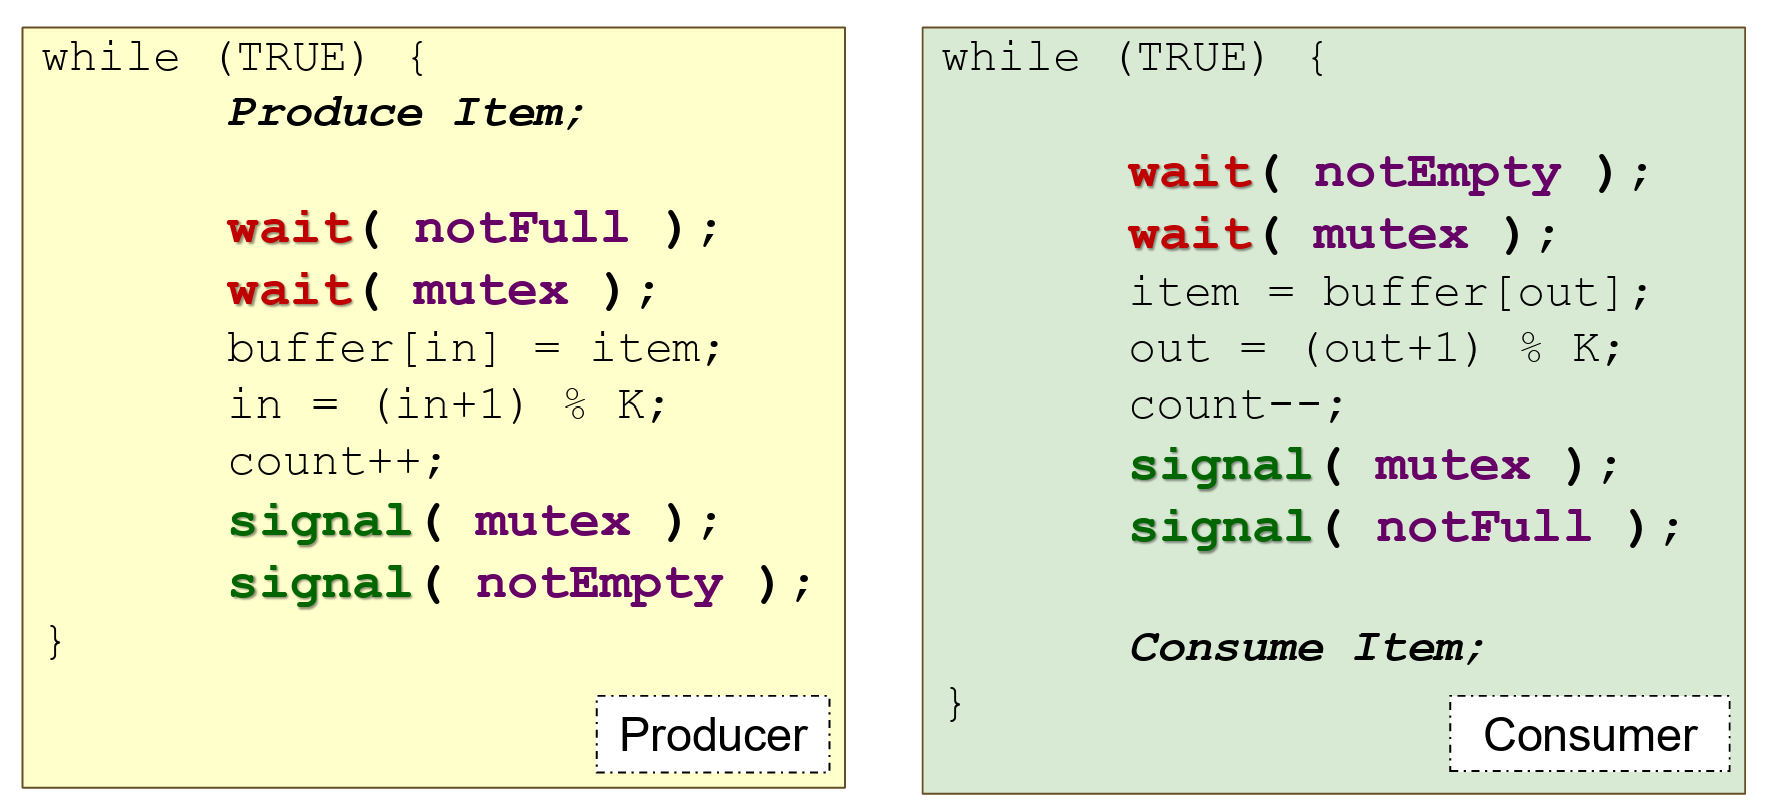 while (TRUE) {
Produce Item;
wait( notFull );
wait( mutex );
buffer[in] = item;
in = (in+1) % K;
count++;
signal( mutex );
signal( notEmpty );
}
Producer
while (TRUE) {
wait( notEmpty );
wait( mutex );
item = buffer[out];
out = (out+1) % K;
count--;
signal( mutex );
signal( notFull );
Consume Item;
}
Consumer